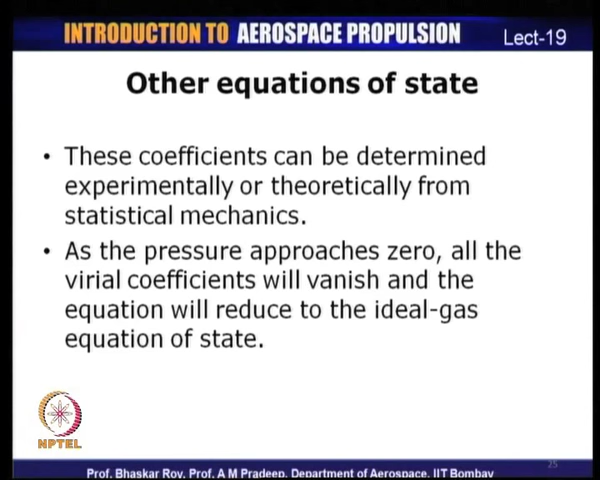 INTRODUCTION TO AEROSPACE PROPULSION Lect-19
Other equations of state
• These coefficients can be determined
experimentally or theoretically from
statistical mechanics.
• As the pressure approaches zero, all the
virial coefficients will vanish and the
equation will reduce to the ideal-gas
equation of state.
NPTEL
25
Prof. Bhaskar Roy, Prof. A M Pradeep, Department of Aerospace, IIT Bombay